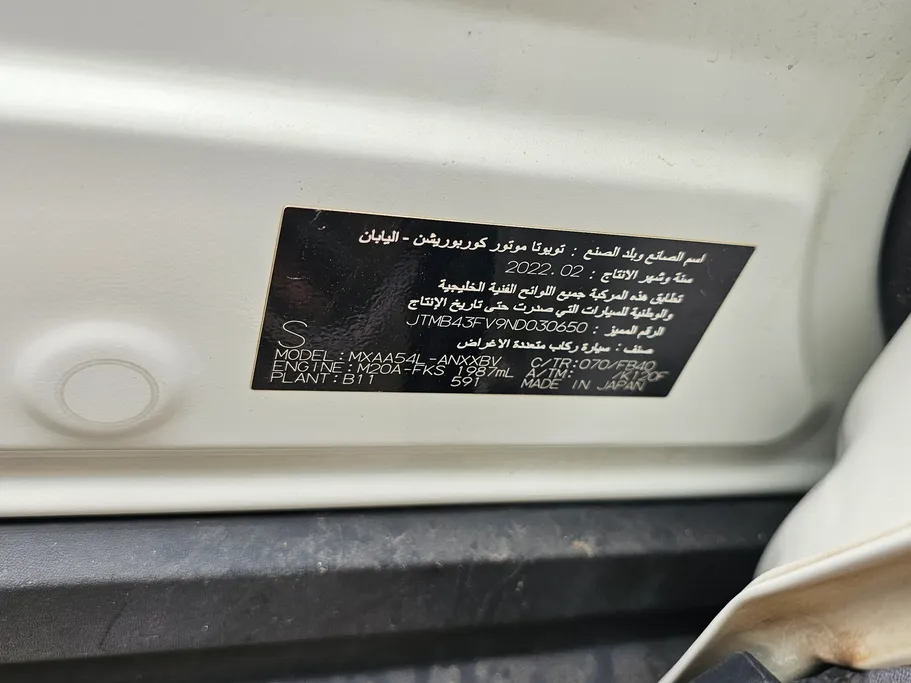 اسم الصانع وبلد الصنع : تويوتا موتور كوربوريشن - اليابان
سنة وشهر الانتاج : 2022.02
تطابق هذه المركبة جميع اللوائح الفنية الخليجية
والوطنية للسيارات التي صدرت حتى تاريخ الإنتاج
الرقم المميز : JTMB43FV9ND030650
صنف : سيارة ركاب متعددة الاغراض
S
MODEL:MXAA54L-ANXXBV C/TR:070/FB40
ENGINE:M20A-FKS 1987mL A/TM: /K120F
PLANT:B11 591 MADE IN JAPAN